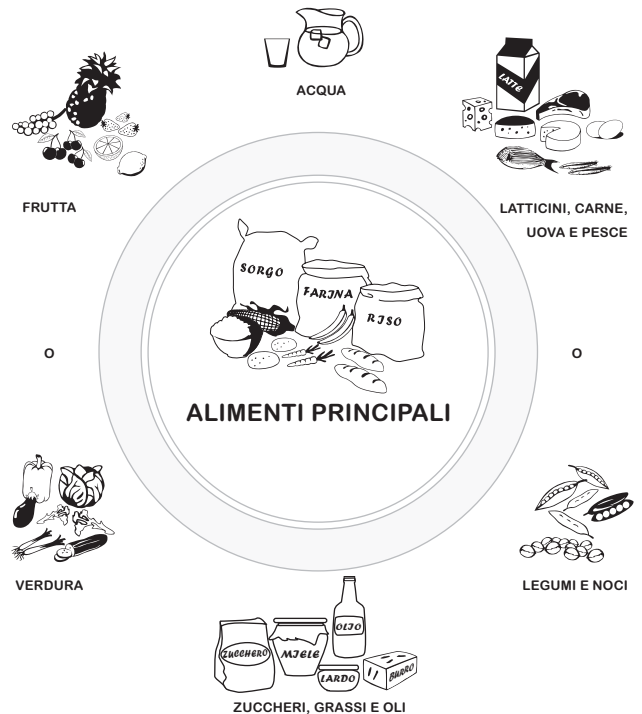 ACQUA
LATTE
FRUTTA
LATTICINI, CARNE,
UOVA E PESCE
SORGO
FARINA
RISO
O
O
ALIMENTI PRINCIPALI
VERDURA
LEGUMI E NOCI
ZUCCHERO
MIELE
OLIO
LARDO
BURRO
ZUCCHERI, GRASSI E OLI